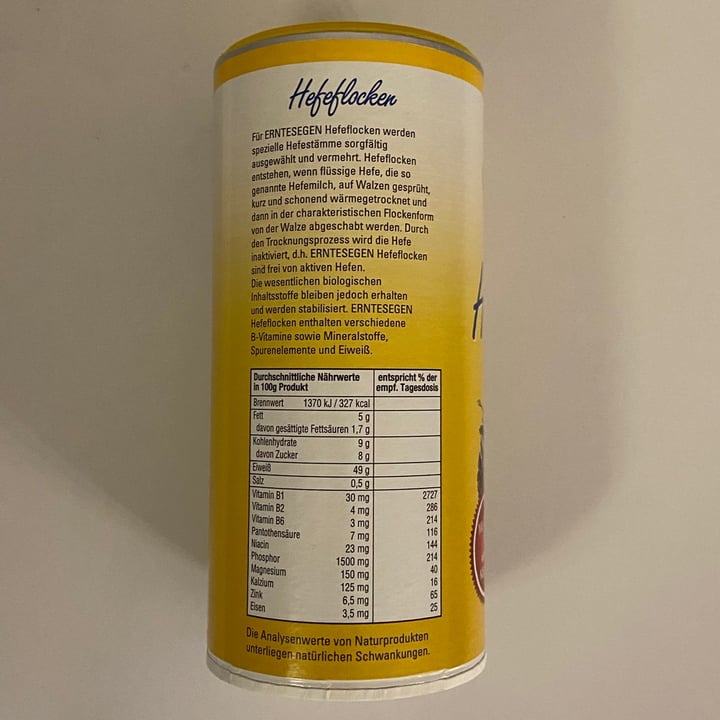 Hefeflocken
Für ERNTESEGEN Hefeflocken werden
spezielle Hefestämme sorgfältig
ausgewählt und vermehrt. Hefeflocken
entstehen, wenn flüssige Hefe, die so
genannte Hefemilch, auf Walzen gesprüht,
kurz und schonend wärmegetrocknet und
dann in der charakteristischen Flockenform
von der Walze abgeschabt werden. Durch
den Trocknungsprozess wird die Hefe
inaktiviert, d.h. ERNTESEGEN Hefeflocken
sind frei von aktiven Hefen.
Die wesentlichen biologischen
Inhaltsstoffe bleiben jedoch erhalten
und werden stabilisiert. ERNTESEGEN
Hefeflocken enthalten verschiedene
B-Vitamine sowie Mineralstoffe,
Spurenelemente und Eiweiß.
Durchschnittliche Nährwerte entspricht % der
in 100g Produkt empf. Tagesdosis
Brennwert 1370 kJ / 327 kcal
Fett 5 g
davon gesättigte Fettsäuren 1,7 g
Kohlenhydrate 9 g
davon Zucker 8 g
Eiweiß 49 g
Salz 0,5 g
Vitamin B1 30 mg 2727
Vitamin B2 4 mg 286
Vitamin B6 3 mg 214
Pantothensäure 7 mg 116
Niacin 23 mg 144
Phosphor 1500 mg 214
Magnesium 150 mg 40
Kalzium 125 mg 16
Zink 6,5 mg 65
Eisen 3,5 mg 25
Die Analysenwerte von Naturprodukten
unterliegen natürlichen Schwankungen.